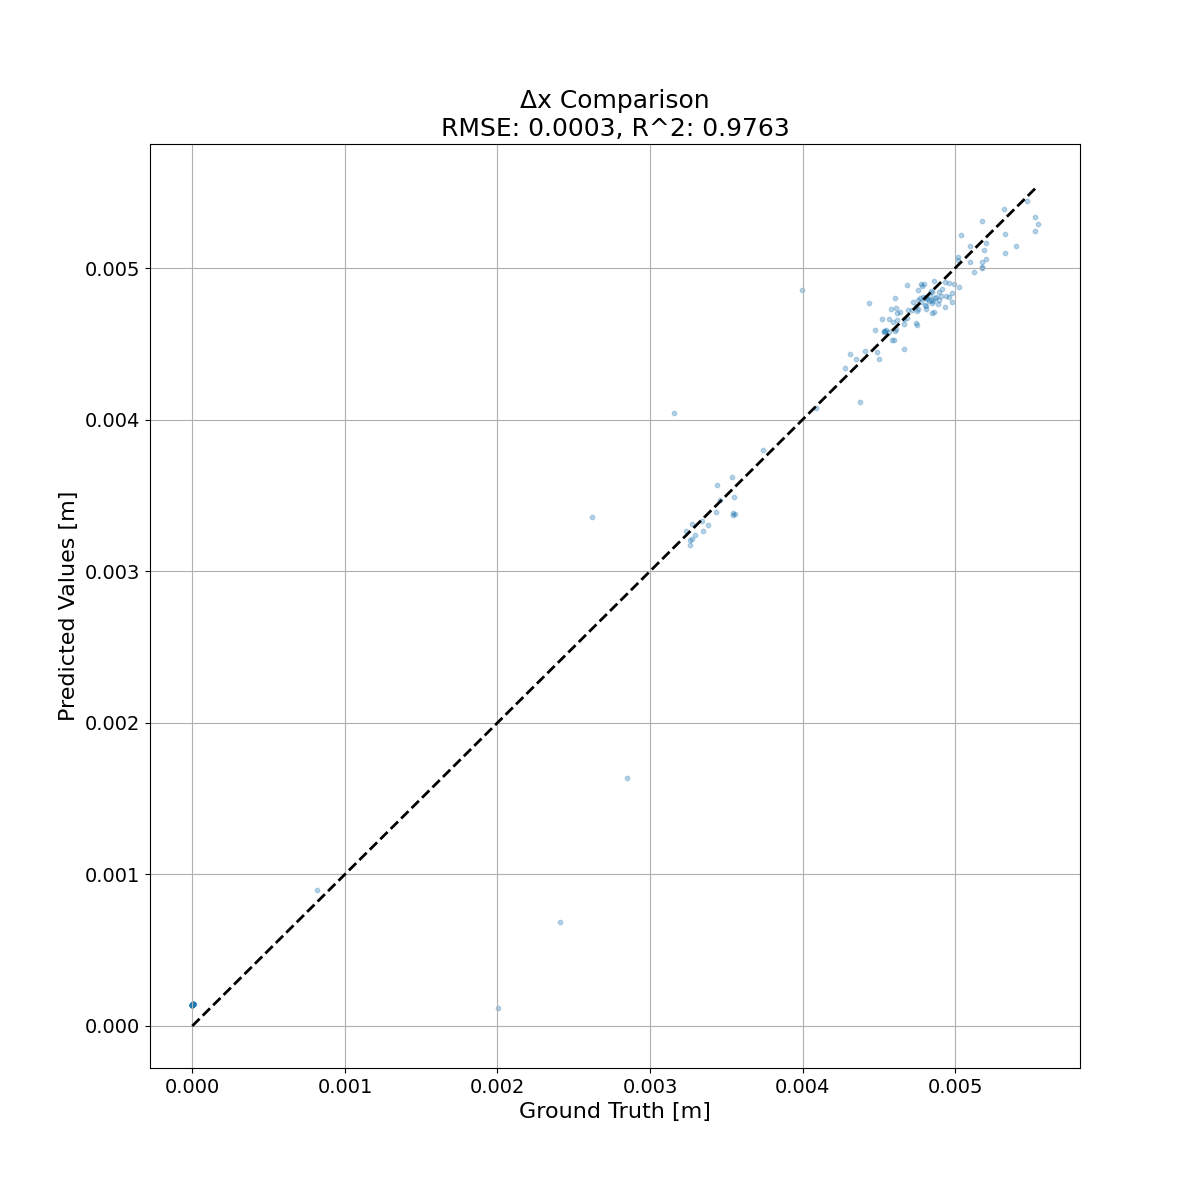 Δx Comparison
RMSE: 0.0003, R^2: 0.9763
Predicted Values [m]
0.005
0.004
0.003
0.002
0.001
0.000
0.000 0.001 0.002 0.003 0.004 0.005
Ground Truth [m]